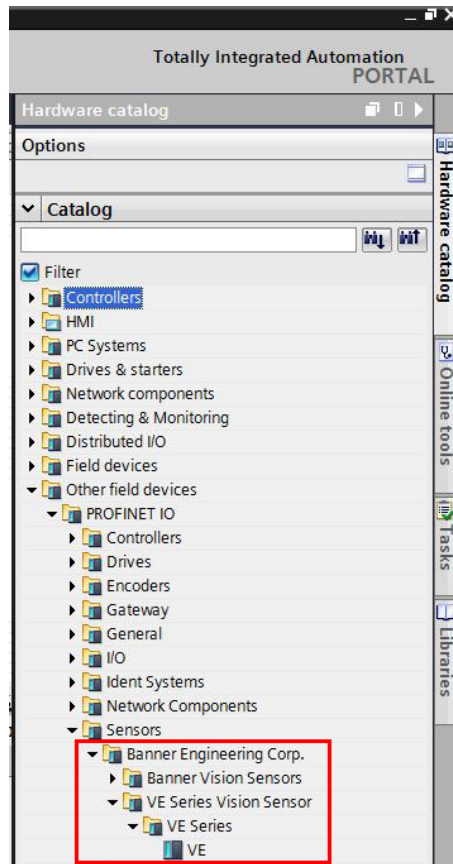 Totally Integrated Automation
PORTAL
Hardware catalog
Options
Catalog
Filter
Controllers
HMI
PC Systems
Drives & starters
Network components
Detecting & Monitoring
Distributed I/O
Field devices
Other field devices
PROFINET IO
Controllers
Drives
Encoders
Gateway
General
I/O
Ident Systems
Network Components
Sensors
Banner Engineering Corp.
Banner Vision Sensors
VE Series Vision Sensor
VE Series
VE
Hardware catalog
Online tools
Tasks
Libraries